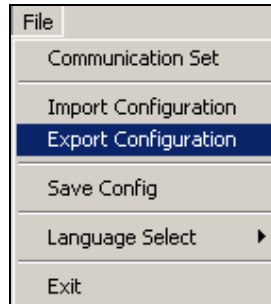 File
Communication Set
Import Configuration
Export Configuration
Save Config
Language Select
Exit